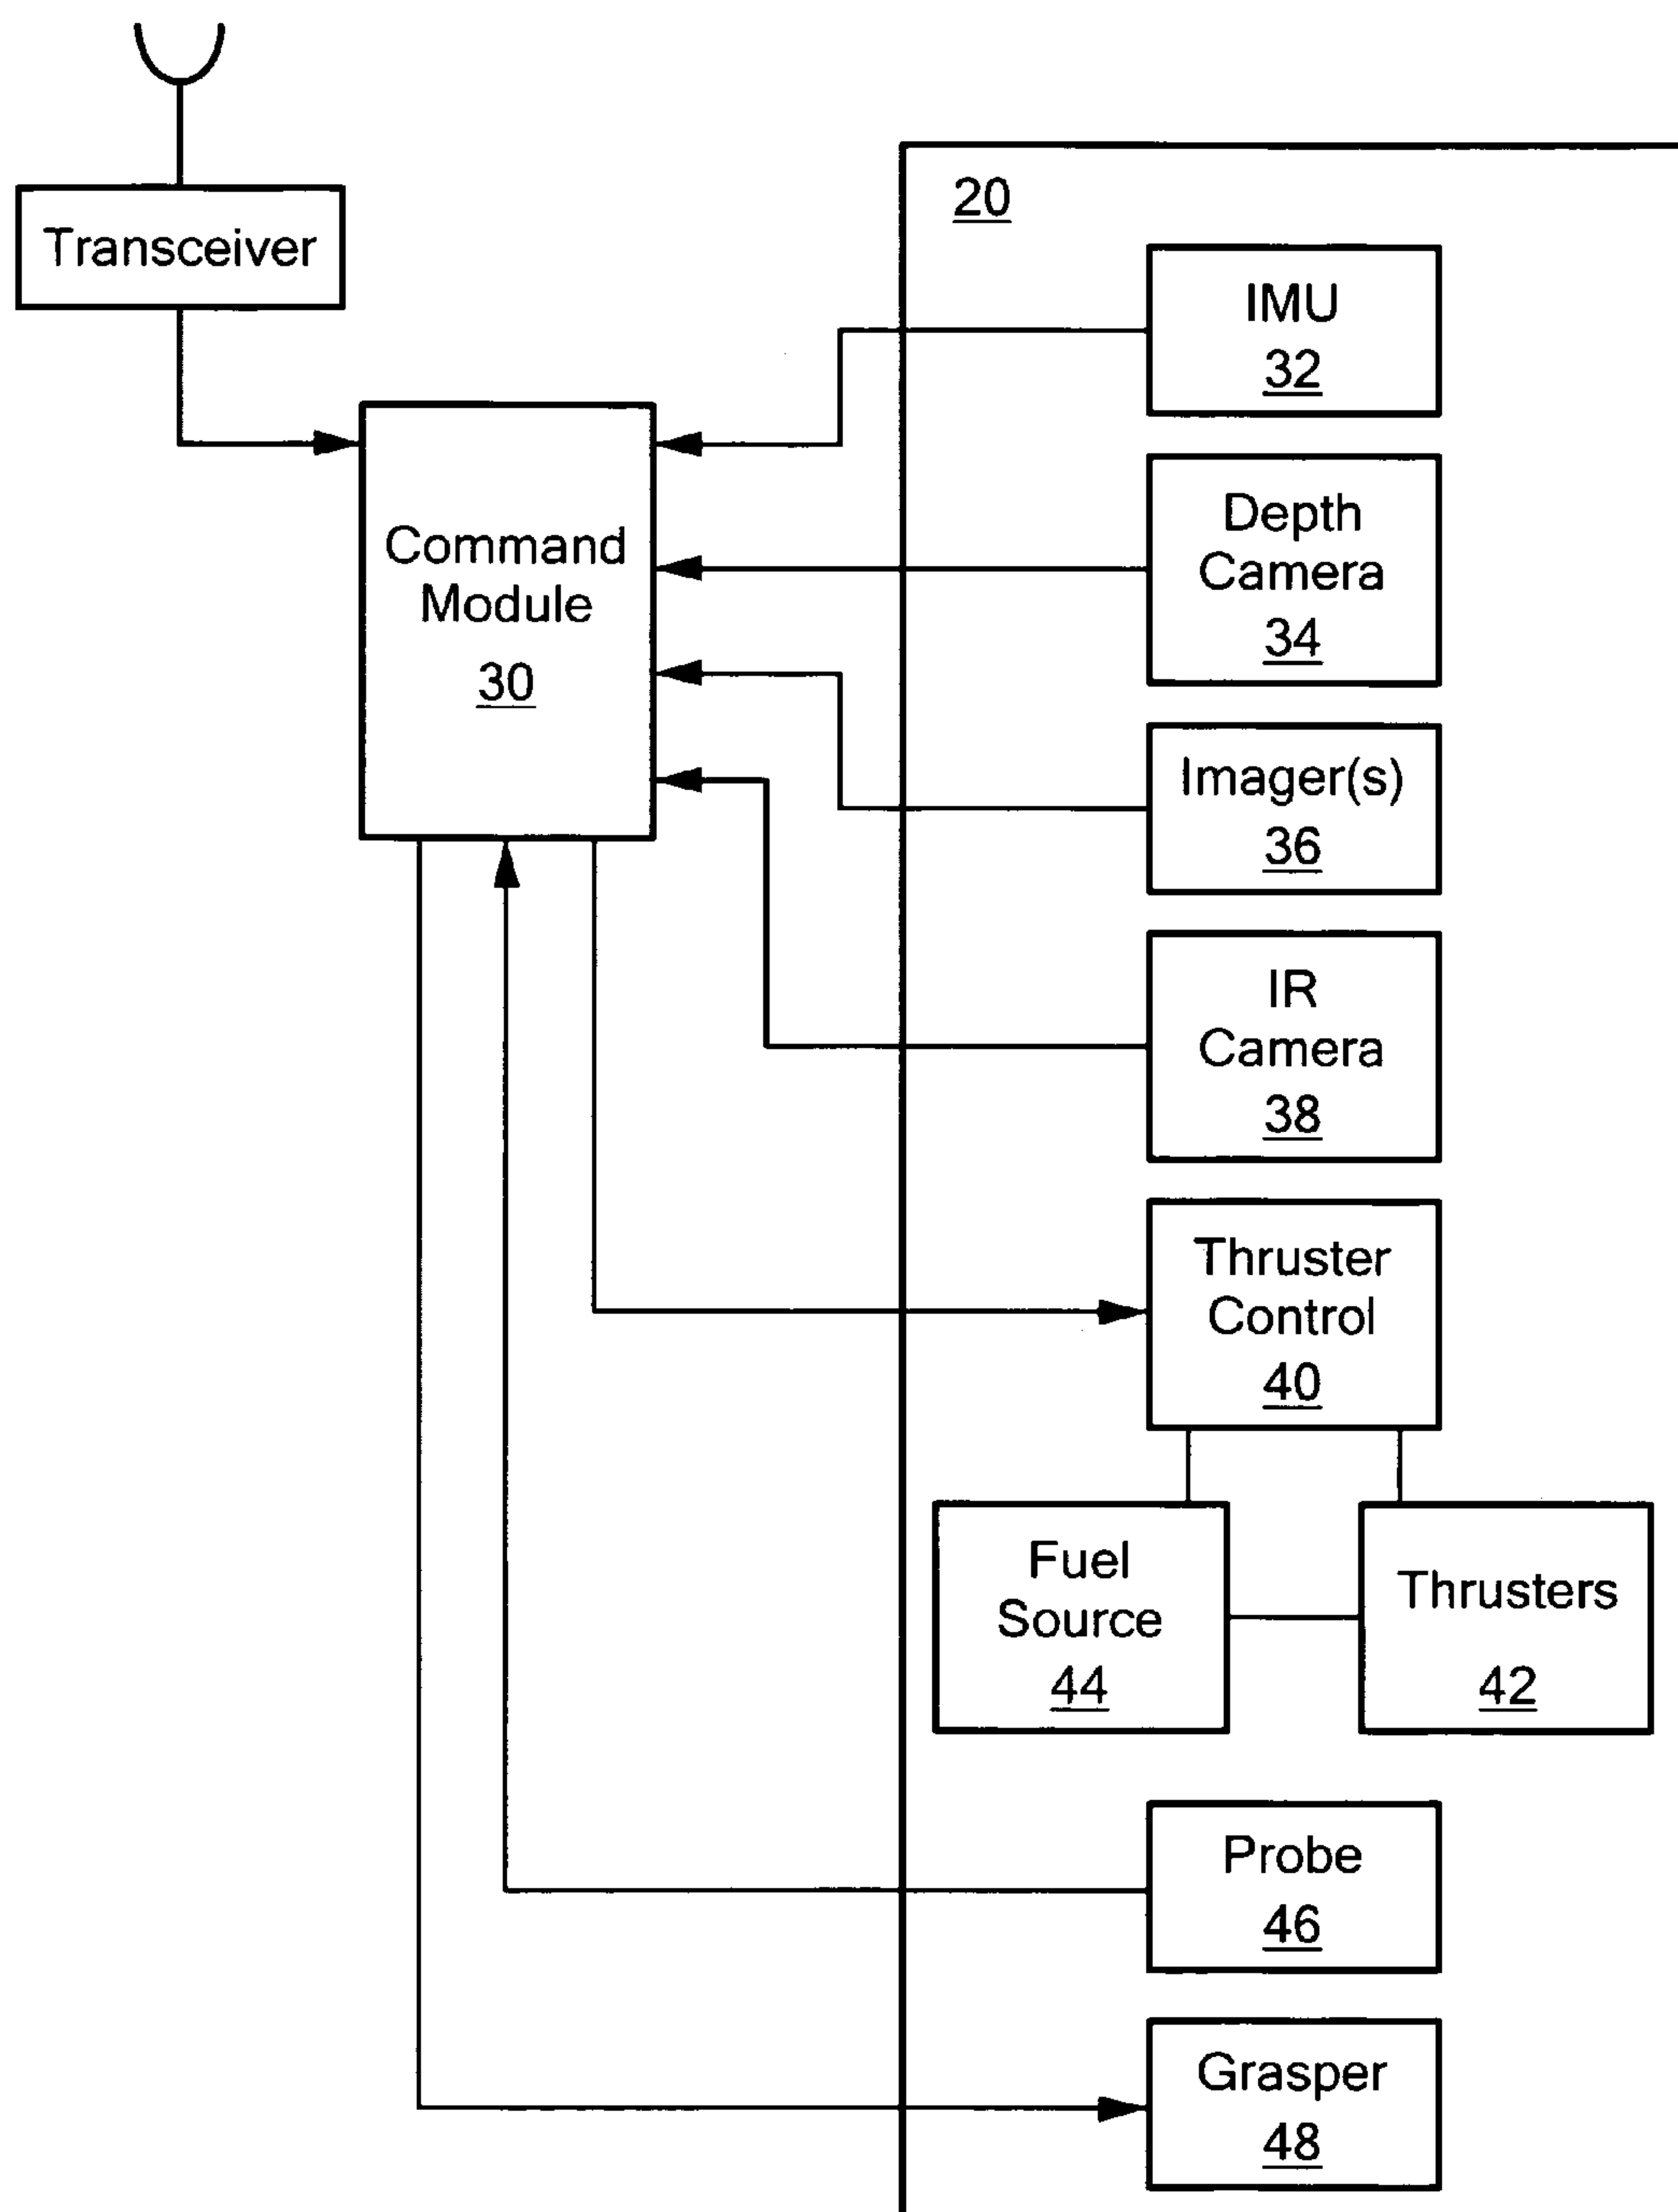 Transceiver
20
IMU
32
Command
Module
30
Depth
Camera
34
Imager(s)
36
IR
Camera
38
Thruster
Control
40
Fuel
Source
44
Thrusters
42
Probe
46
Grasper
48